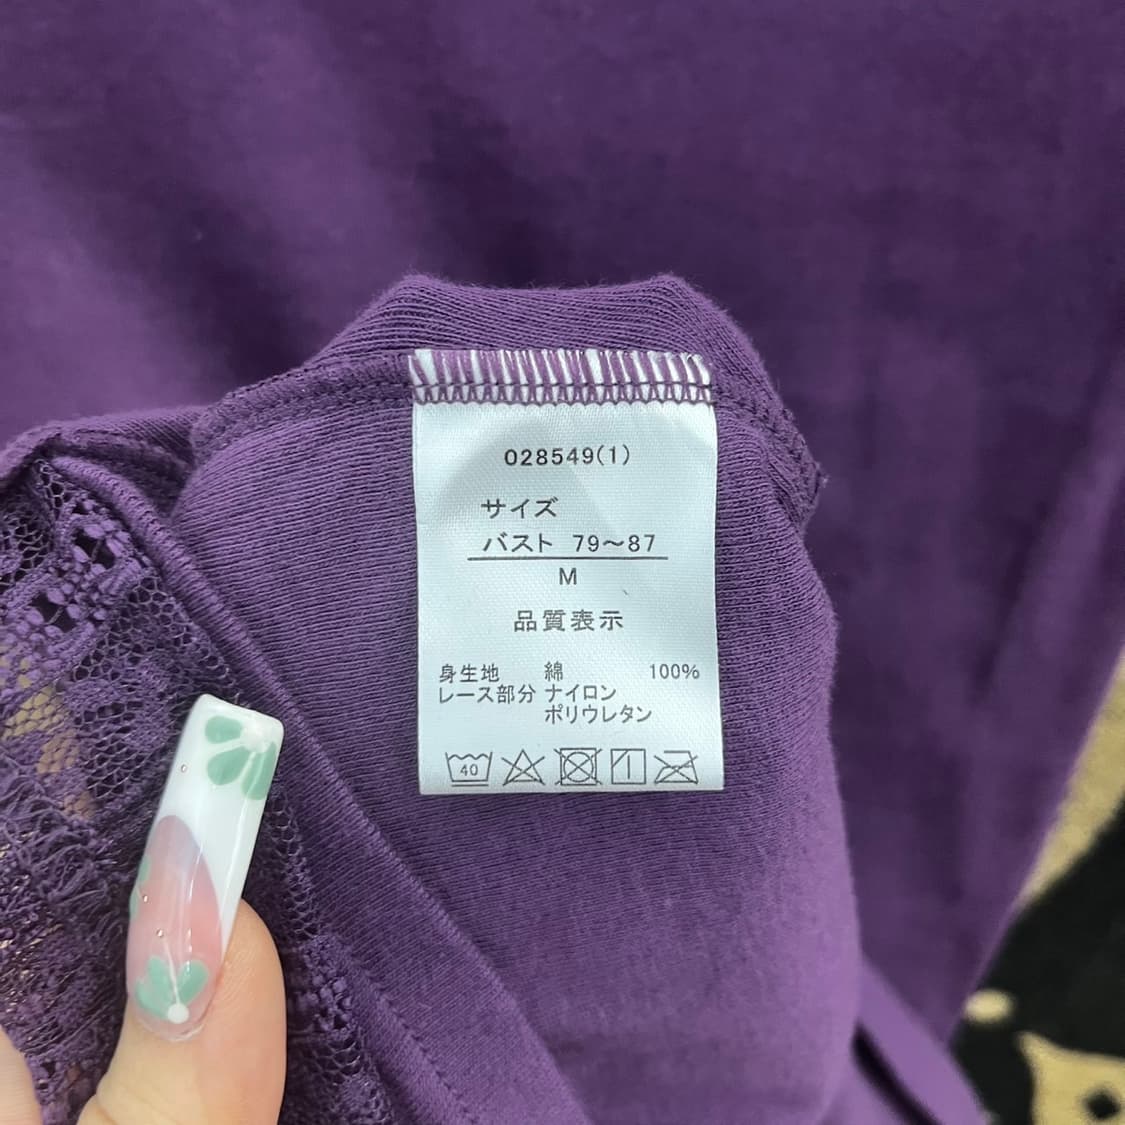 028549(1)
サイズ
バスト 79～87
M
品質表示
身生地 綿 100%
レース部分 ナイロン
ポリウレタン
40